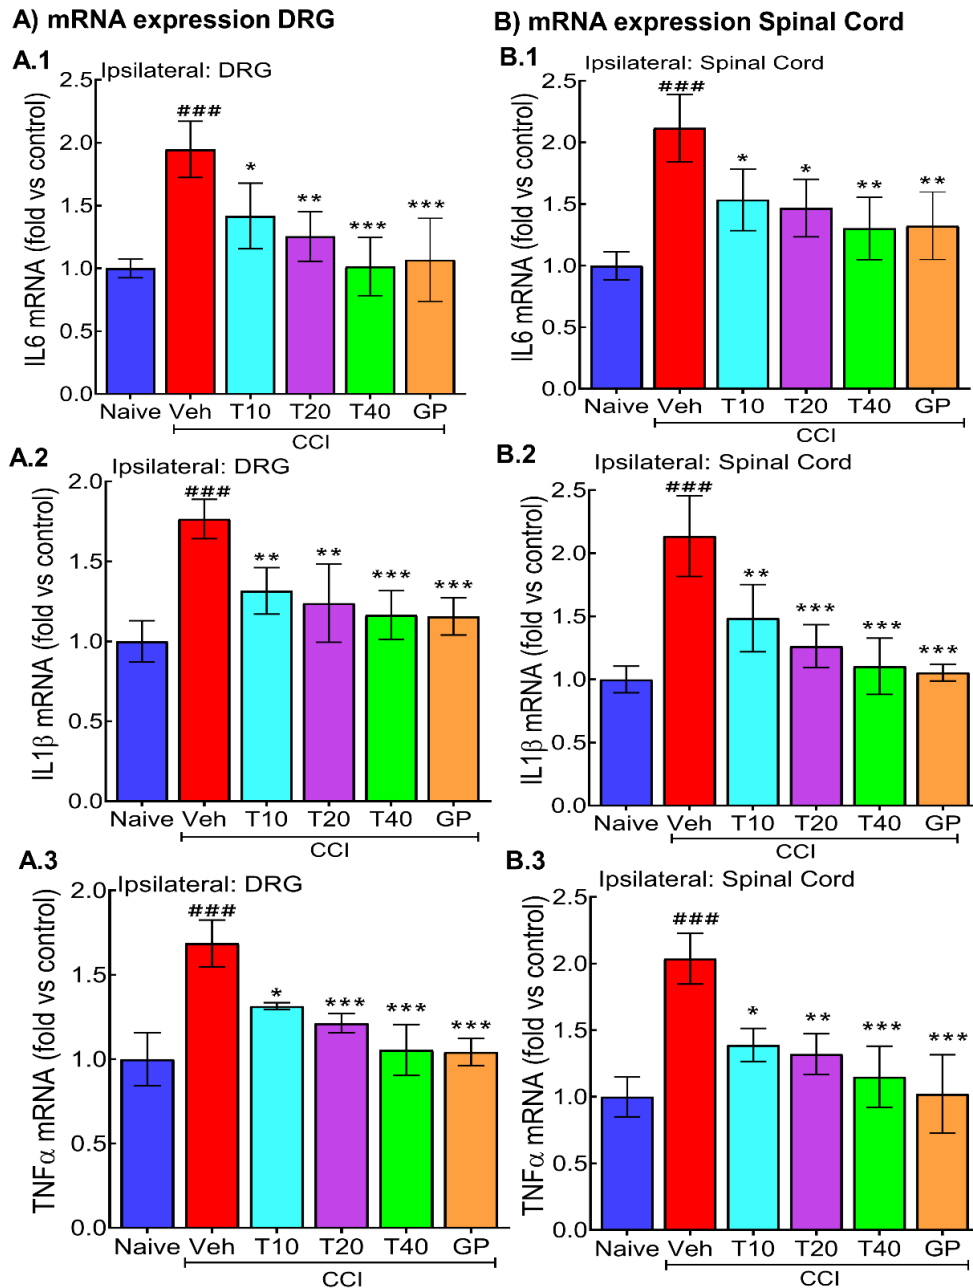 A) mRNA expression DRG
B) mRNA expression Spinal Cord
A.1
Ipsilateral: DRG
IL6 mRNA (fold vs control)
2.5
2.0
1.5
1.0
0.5
0.0
###
*
**
***
***
Naive Veh T10 T20 T40 GP
CCI
B.1
Ipsilateral: Spinal Cord
IL6 mRNA (fold vs control)
2.5
2.0
1.5
1.0
0.5
0.0
###
*
*
**
**
Naive Veh T10 T20 T40 GP
CCI
A.2
Ipsilateral: DRG
IL1β mRNA (fold vs control)
2.0
1.5
1.0
0.5
0.0
###
**
**
***
***
Naive Veh T10 T20 T40 GP
CCI
B.2
Ipsilateral: Spinal Cord
IL1β mRNA (fold vs control)
2.5
2.0
1.5
1.0
0.5
0.0
###
**
***
***
***
Naive Veh T10 T20 T40 GP
CCI
A.3
Ipsilateral: DRG
TNFα mRNA (fold vs control)
2.0
1.5
1.0
0.5
0.0
###
*
***
***
***
Naive Veh T10 T20 T40 GP
CCI
B.3
Ipsilateral: Spinal Cord
TNFα mRNA (fold vs control)
2.5
2.0
1.5
1.0
0.5
0.0
###
*
**
***
***
Naive Veh T10 T20 T40 GP
CCI